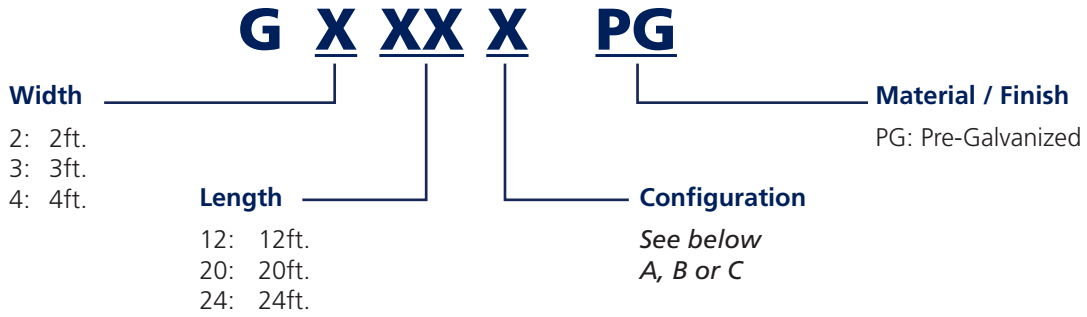 G X XX X PG
Width
2: 2ft.
3: 3ft.
4: 4ft.
Length
12: 12ft.
20: 20ft.
24: 24ft.
Configuration
See below
A, B or C
Material / Finish
PG: Pre-Galvanized